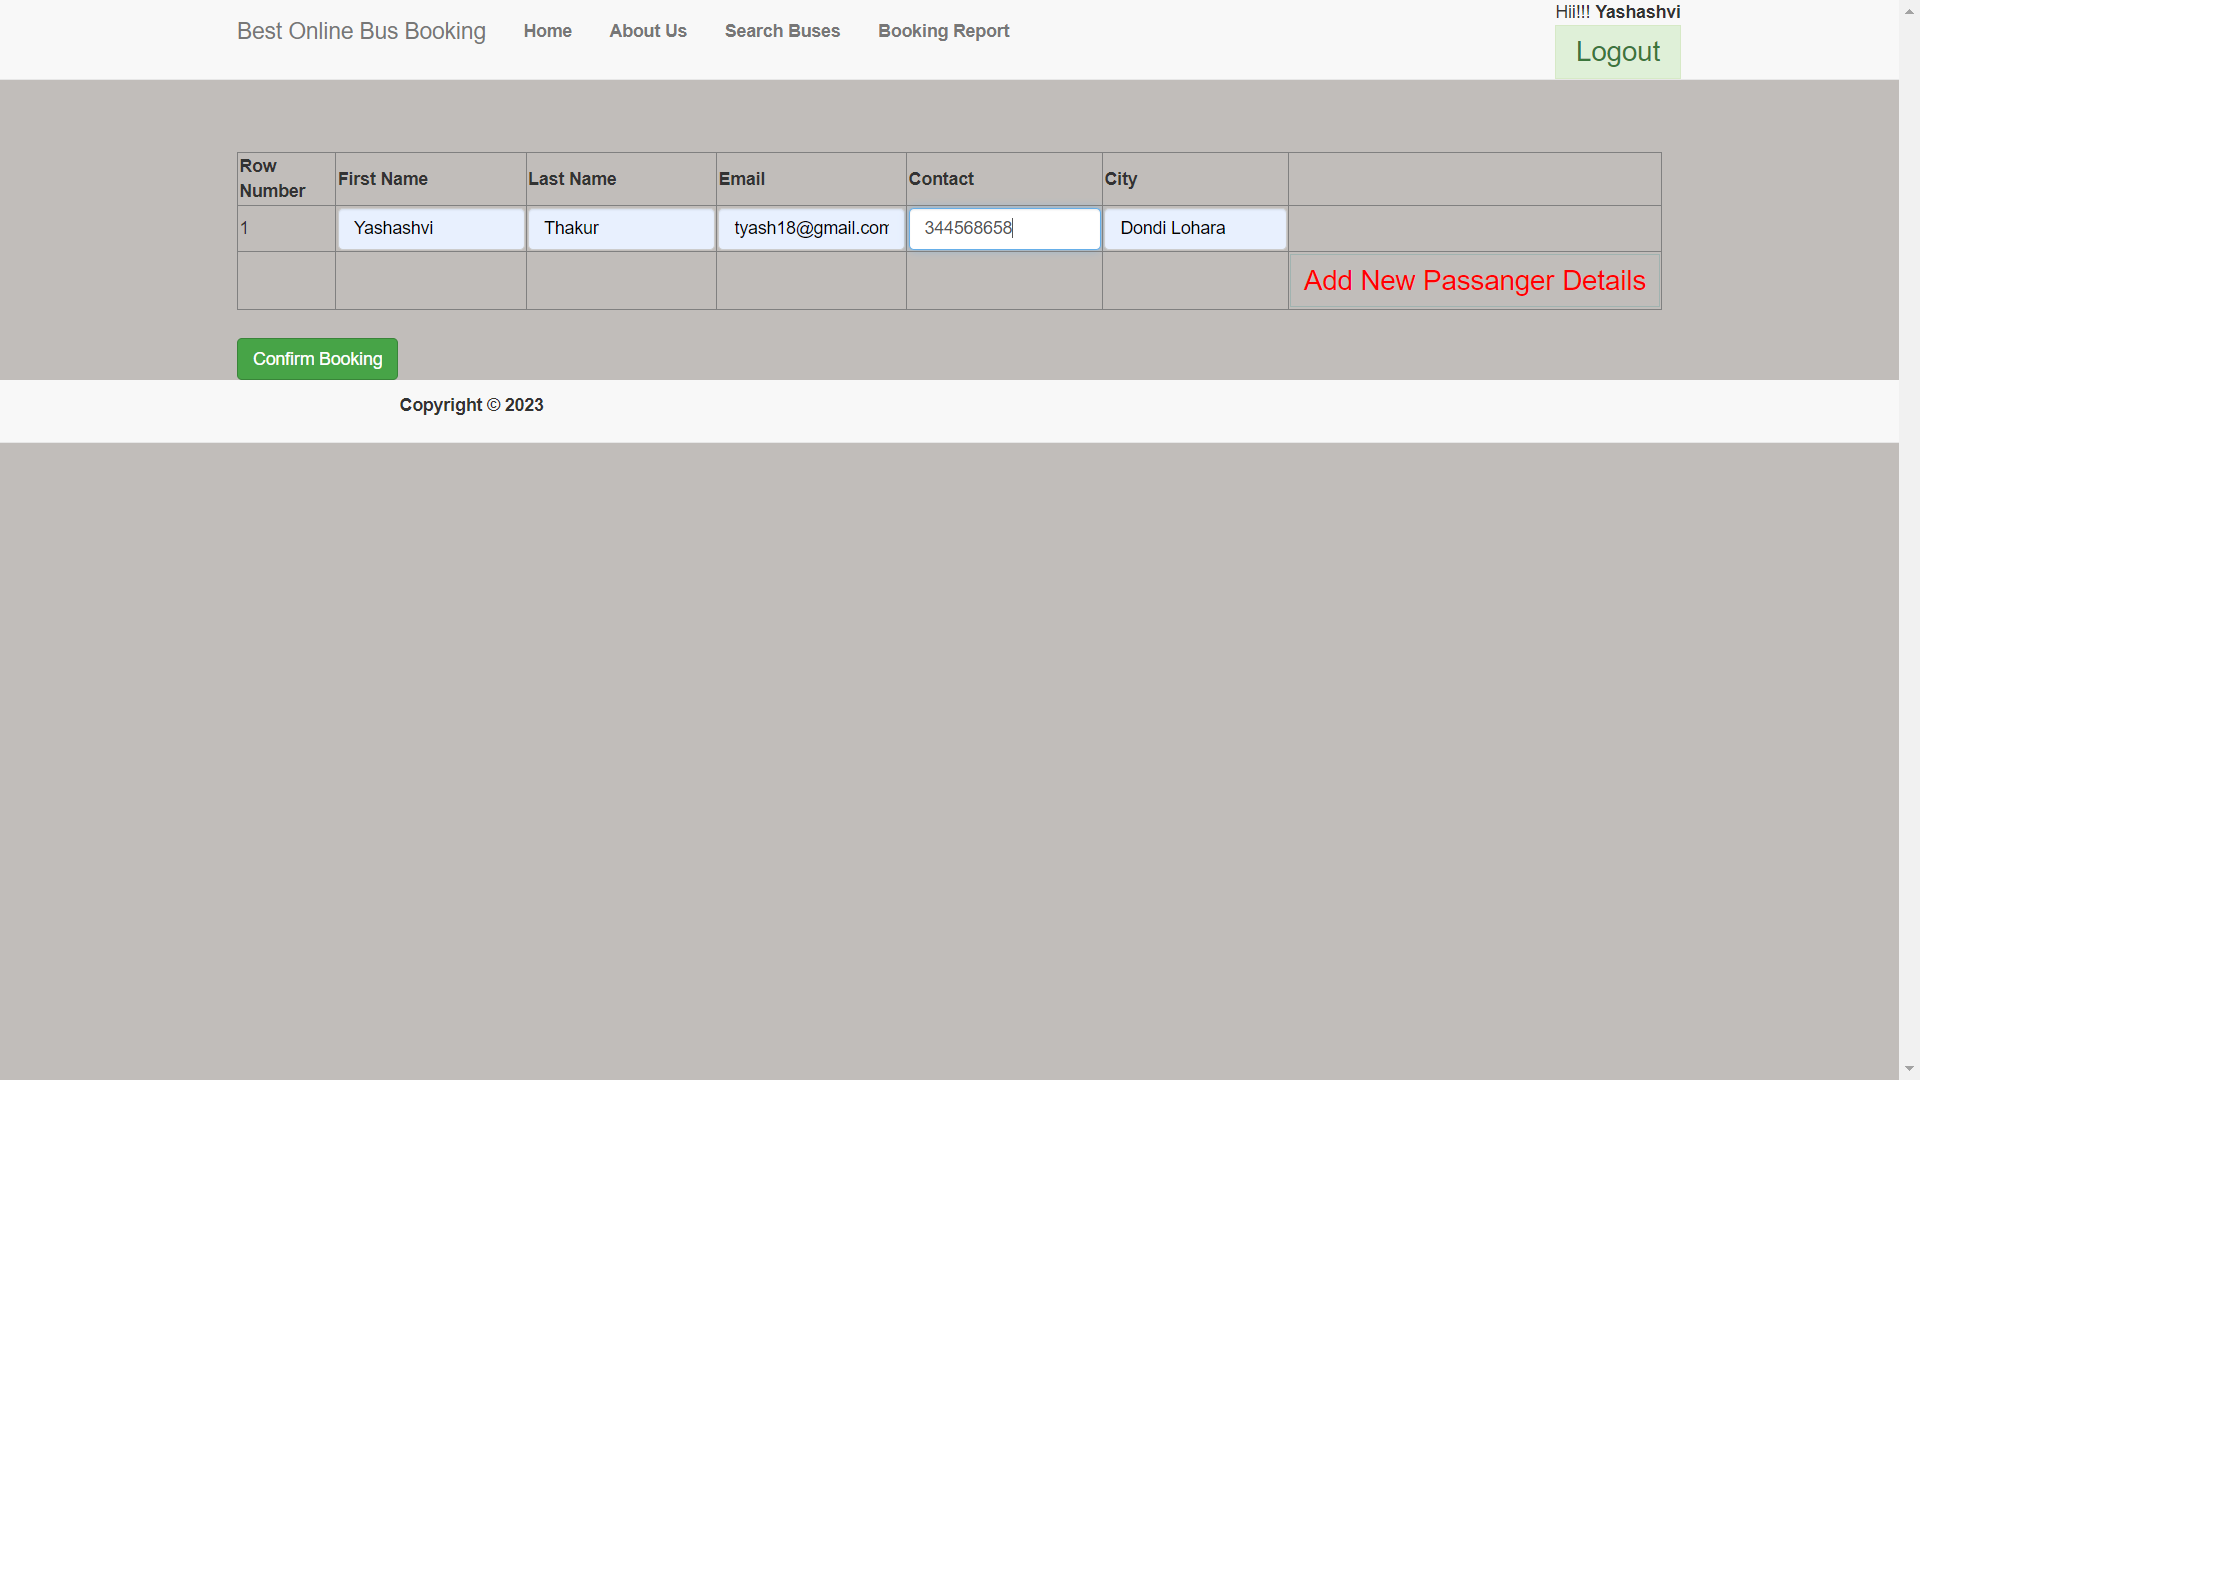 Hii!!! Yashashvi
Best Online Bus Booking Home About Us Search Buses Booking Report
Logout
Row Number First Name Last Name Email Contact City
1 Yashashvi Thakur tyash18@gmail.com 344568658 Dondi Lohara
Add New Passanger Details
Confirm Booking
Copyright © 2023